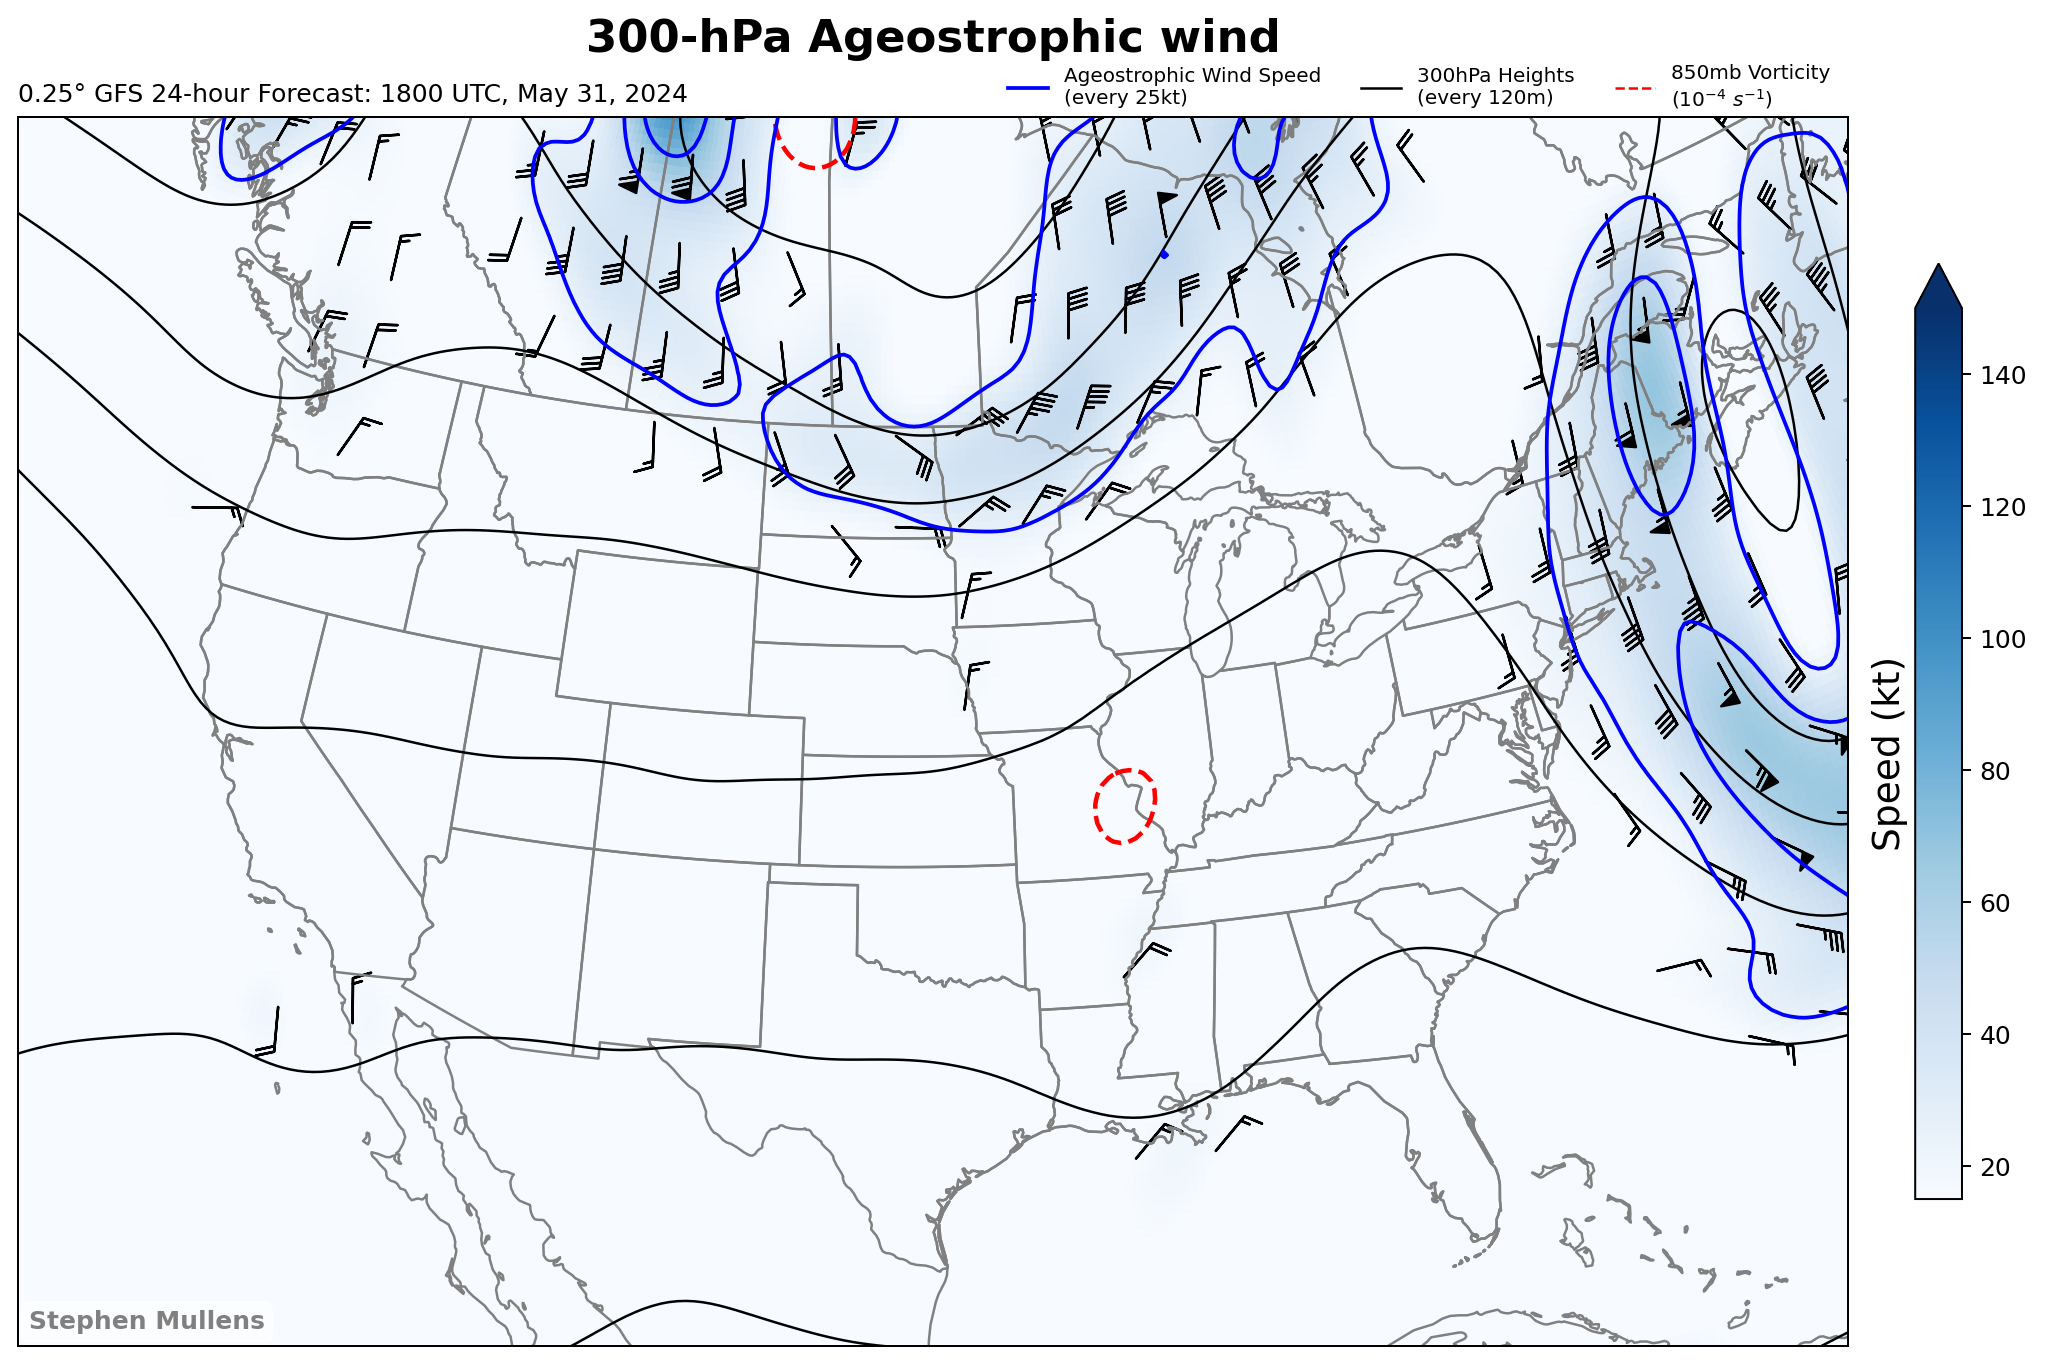 300-hPa Ageostrophic wind
0.25° GFS 24-hour Forecast: 1800 UTC, May 31, 2024
Ageostrophic Wind Speed
(every 25kt)
300hPa Heights
(every 120m)
850mb Vorticity
(10⁻⁴ s⁻¹)
140
120
100
80
60
40
20
Speed (kt)
Stephen Mullens